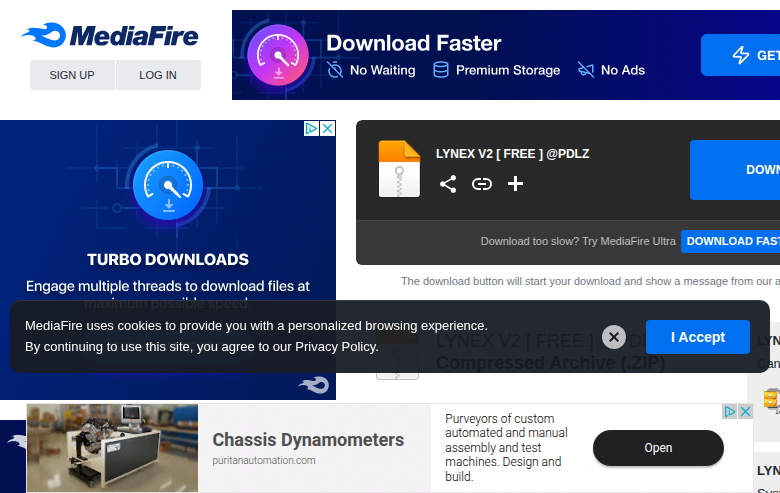 MediaFire
SIGN UP
LOG IN
Download Faster
No Waiting
Premium Storage
No Ads
GET
TURBO DOWNLOADS
Engage multiple threads to download files at
maximum possible speed.
LYNEX V2 [ FREE ] @PDLZ
DOWN
Download too slow? Try MediaFire Ultra
DOWNLOAD FAST
The download button will start your download and show a message from our a
MediaFire uses cookies to provide you with a personalized browsing experience.
By continuing to use this site, you agree to our Privacy Policy.
I Accept
LYNEX V2 [ FREE ] @PDLZ
Compressed Archive (.ZIP)
LYN
Can
Chassis Dynamometers
puritanautomation.com
Purveyors of custom
automated and manual
assembly and test
machines. Design and
build.
Open
LYN